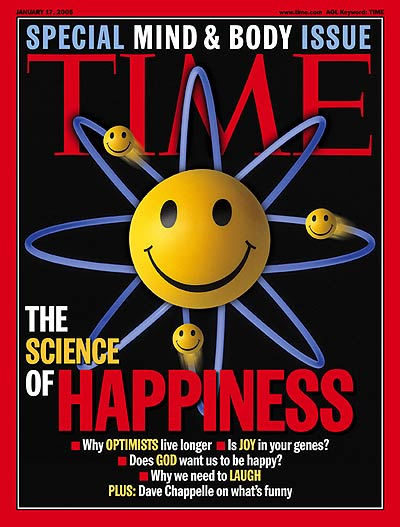 JANUARY 17, 2005 www.time.com AOL Keyword: TIME
SPECIAL MIND & BODY ISSUE
TIME
THE
SCIENCE
OF HAPPINESS
■ Why OPTIMISTS live longer ■ Is JOY in your genes?
■ Does GOD want us to be happy?
■ Why we need to LAUGH
PLUS: Dave Chappelle on what's funny